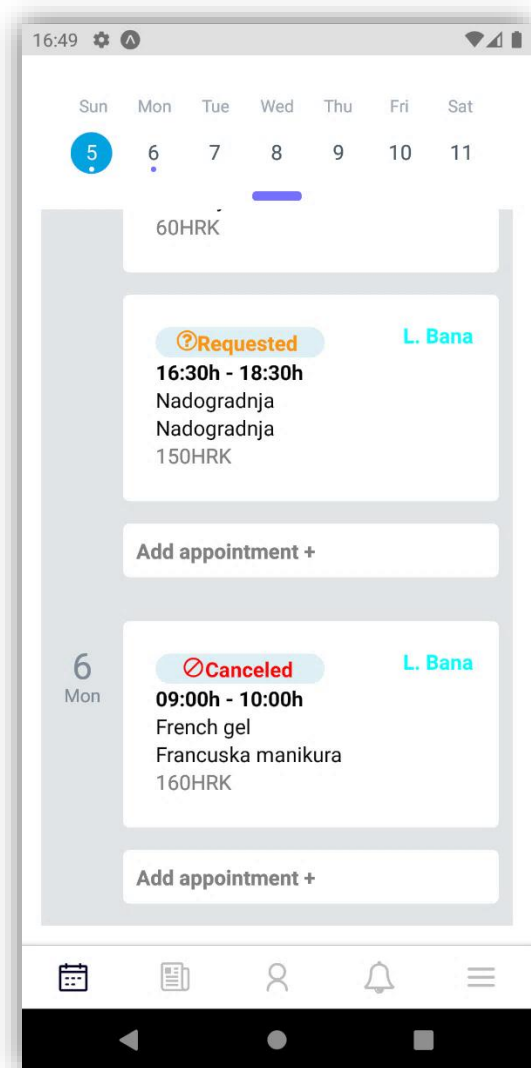 16:49
Sun Mon Tue Wed Thu Fri Sat
5 6 7 8 9 10 11
60HRK
Requested
L. Bana
16:30h - 18:30h
Nadogradnja
Nadogradnja
150HRK
Add appointment +
6
Mon
Canceled
L. Bana
09:00h - 10:00h
French gel
Francuska manikura
160HRK
Add appointment +